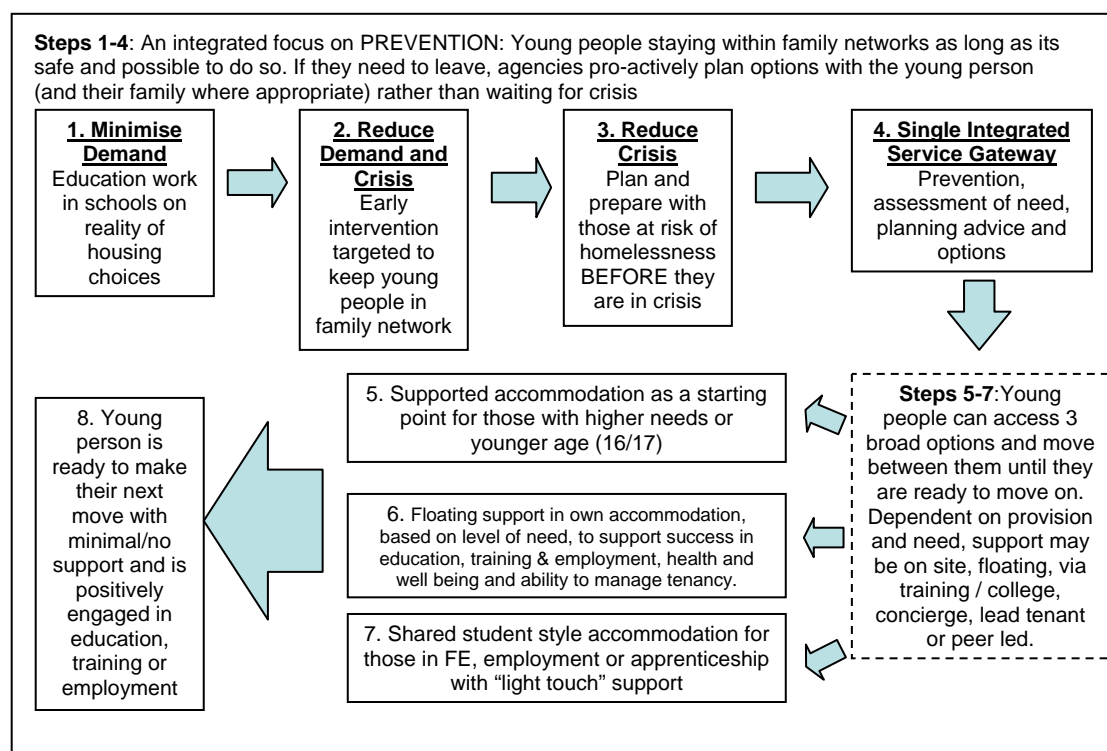 Steps 1-4: An integrated focus on PREVENTION: Young people staying within family networks as long as its
safe and possible to do so. If they need to leave, agencies pro-actively plan options with the young person
(and their family where appropriate) rather than waiting for crisis
1. Minimise
Demand
Education work
in schools on
reality of
housing
choices
2. Reduce
Demand and
Crisis
Early
intervention
targeted to
keep young
people in
family network
3. Reduce
Crisis
Plan and
prepare with
those at risk of
homelessness
BEFORE they
are in crisis
4. Single Integrated
Service Gateway
Prevention,
assessment of need,
planning advice and
options
Steps 5-7:Young
people can access 3
broad options and move
between them until they
are ready to move on.
Dependent on provision
and need, support may
be on site, floating, via
training / college,
concierge, lead tenant
or peer led.
5. Supported accommodation as a starting
point for those with higher needs or
younger age (16/17)
6. Floating support in own accommodation,
based on level of need, to support success in
education, training & employment, health and
well being and ability to manage tenancy.
7. Shared student style accommodation for
those in FE, employment or apprenticeship
with “light touch” support
8. Young
person is
ready to make
their next
move with
minimal/no
support and is
positively
engaged in
education,
training or
employment